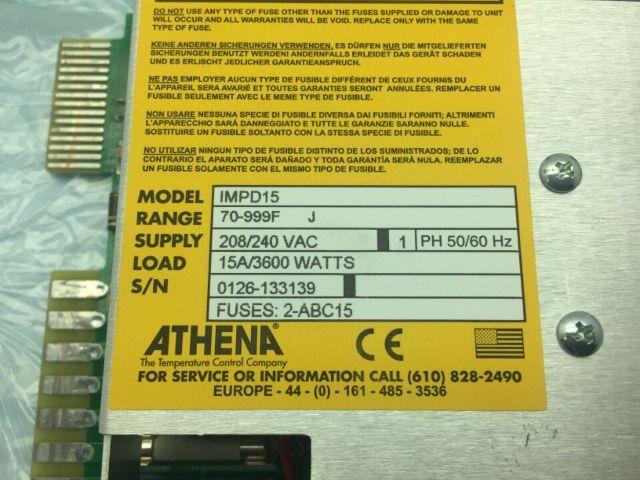 DO NOT USE ANY TYPE OF FUSE OTHER THAN THE FUSES SUPPLIED OR DAMAGE TO UNIT
WILL OCCUR AND ALL WARRANTIES WILL BE VOID. REPLACE ONLY WITH THE SAME
TYPE OF FUSE.
KEINE ANDEREN SICHERUNGEN VERWENDEN, ES DÜRFEN NUR DIE MITGELIEFERTEN
SICHERUNGEN BENUTZT WERDEN! ANDERENFALLS ERLEIDET DAS GERÄT SCHADEN
UND ES ERLISCHT JEDLICHER GARANTIEANSPRUCH.
NE PAS EMPLOYER AUCUN TYPE DE FUSIBLE DIFFÉRENT DE CEUX FOURNIS OU
L'APPAREIL SERA AVARIÉ ET TOUTES GARANTIES SERONT ANNULÉES. REMPLACER UN
FUSIBLE SEULEMENT AVEC LE MEME TYPE DE FUSIBLE.
NON USARE NESSUNA SPECIE DI FUSIBLE DIVERSA DAI FUSIBILI FORNITI; ALTRIMENTI
L'APPARECCHIO SARÀ DANNEGGIATO E TUTTE LE GARANZIE SARANNO NULLE.
SOSTITUIRE UN FUSIBLE SOLTANTO CON LA STESSA SPECIE DI FUSIBLE.
NO UTILIZAR NINGUN TIPO DE FUSIBLE DISTINTO DE LOS SUMINISTRADOS; DE LO
CONTRARIO EL APARATO SERÁ DAÑADO Y TODA GARANTÍA SERÁ NULA. REEMPLAZAR
UN FUSIBLE SOLAMENTE CON EL MISMO TIPO DE FUSIBLE.
MODEL IMPD15
RANGE 70-999F J
SUPPLY 208/240 VAC 1 PH 50/60 Hz
LOAD 15A/3600 WATTS
S/N 0126-133139
FUSES: 2-ABC15
ATHENA CE
The Temperature Control Company
FOR SERVICE OR INFORMATION CALL (610) 828-2490
EUROPE - 44 - (0) - 161 - 485 - 3536